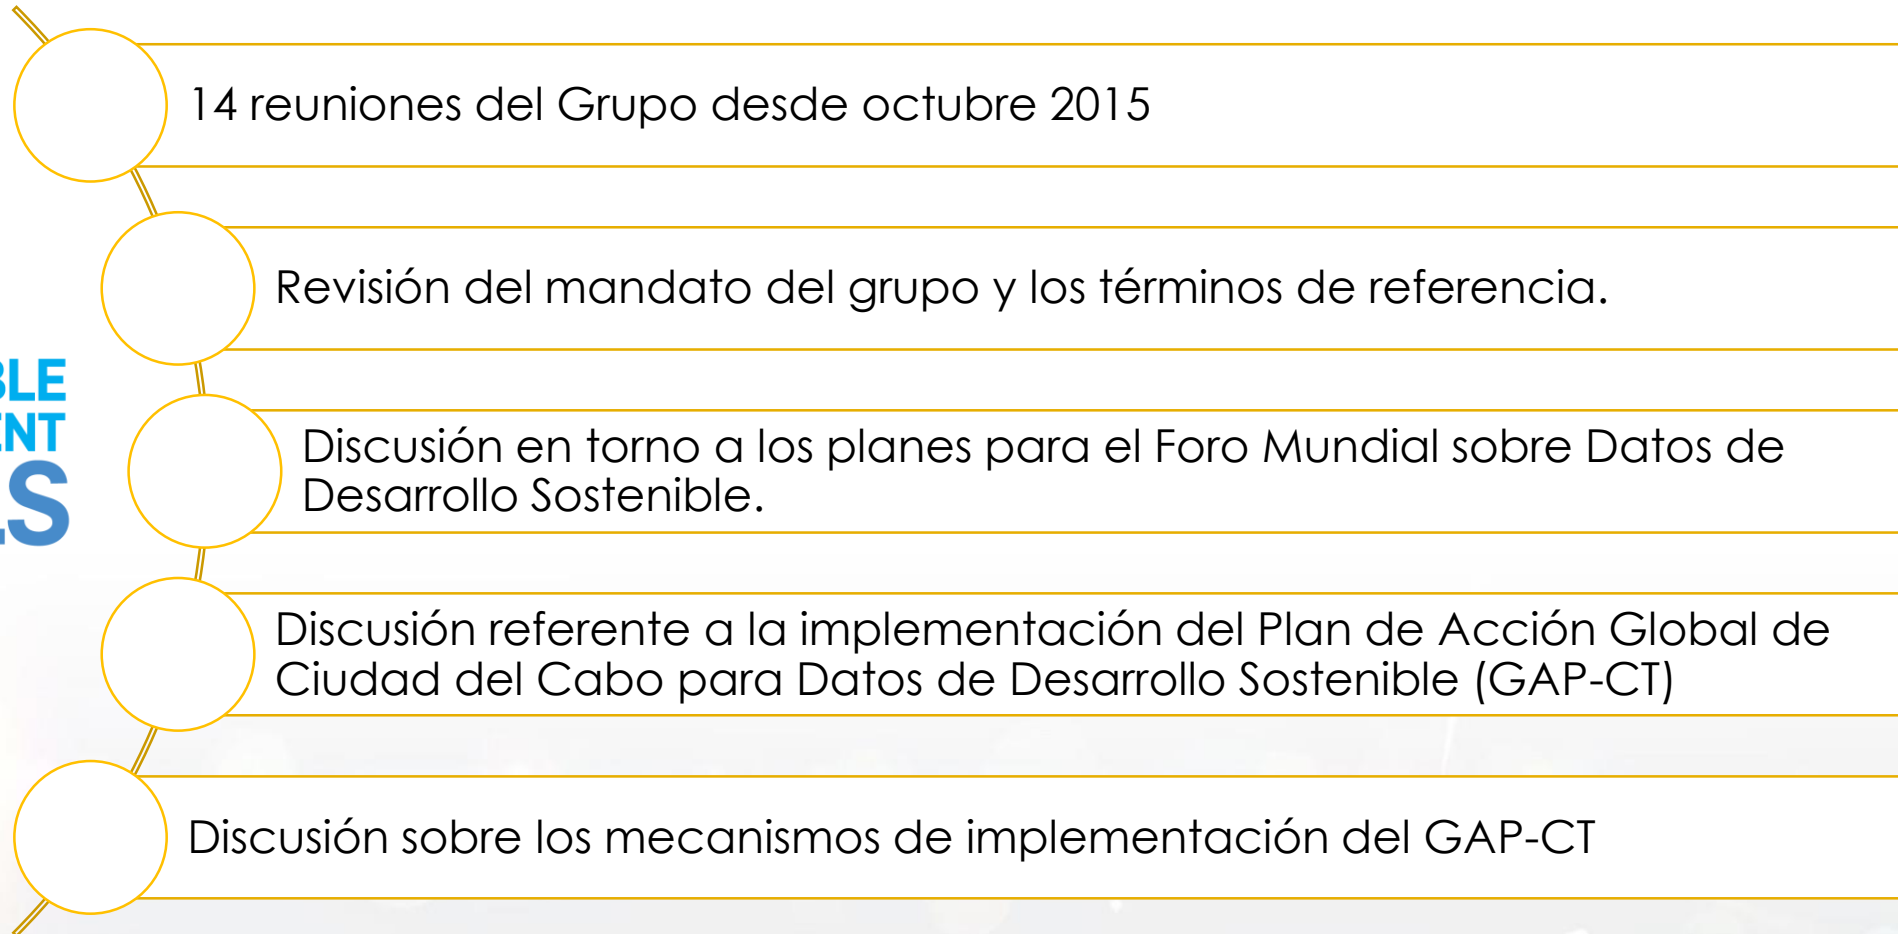 14 reuniones del Grupo desde octubre 2015
Revisión del mandato del grupo y los términos de referencia.
BLE
ENT
LS
Discusión en torno a los planes para el Foro Mundial sobre Datos de
Desarrollo Sostenible.
Discusión referente a la implementación del Plan de Acción Global de
Ciudad del Cabo para Datos de Desarrollo Sostenible (GAP-CT)
Discusión sobre los mecanismos de implementación del GAP-CT